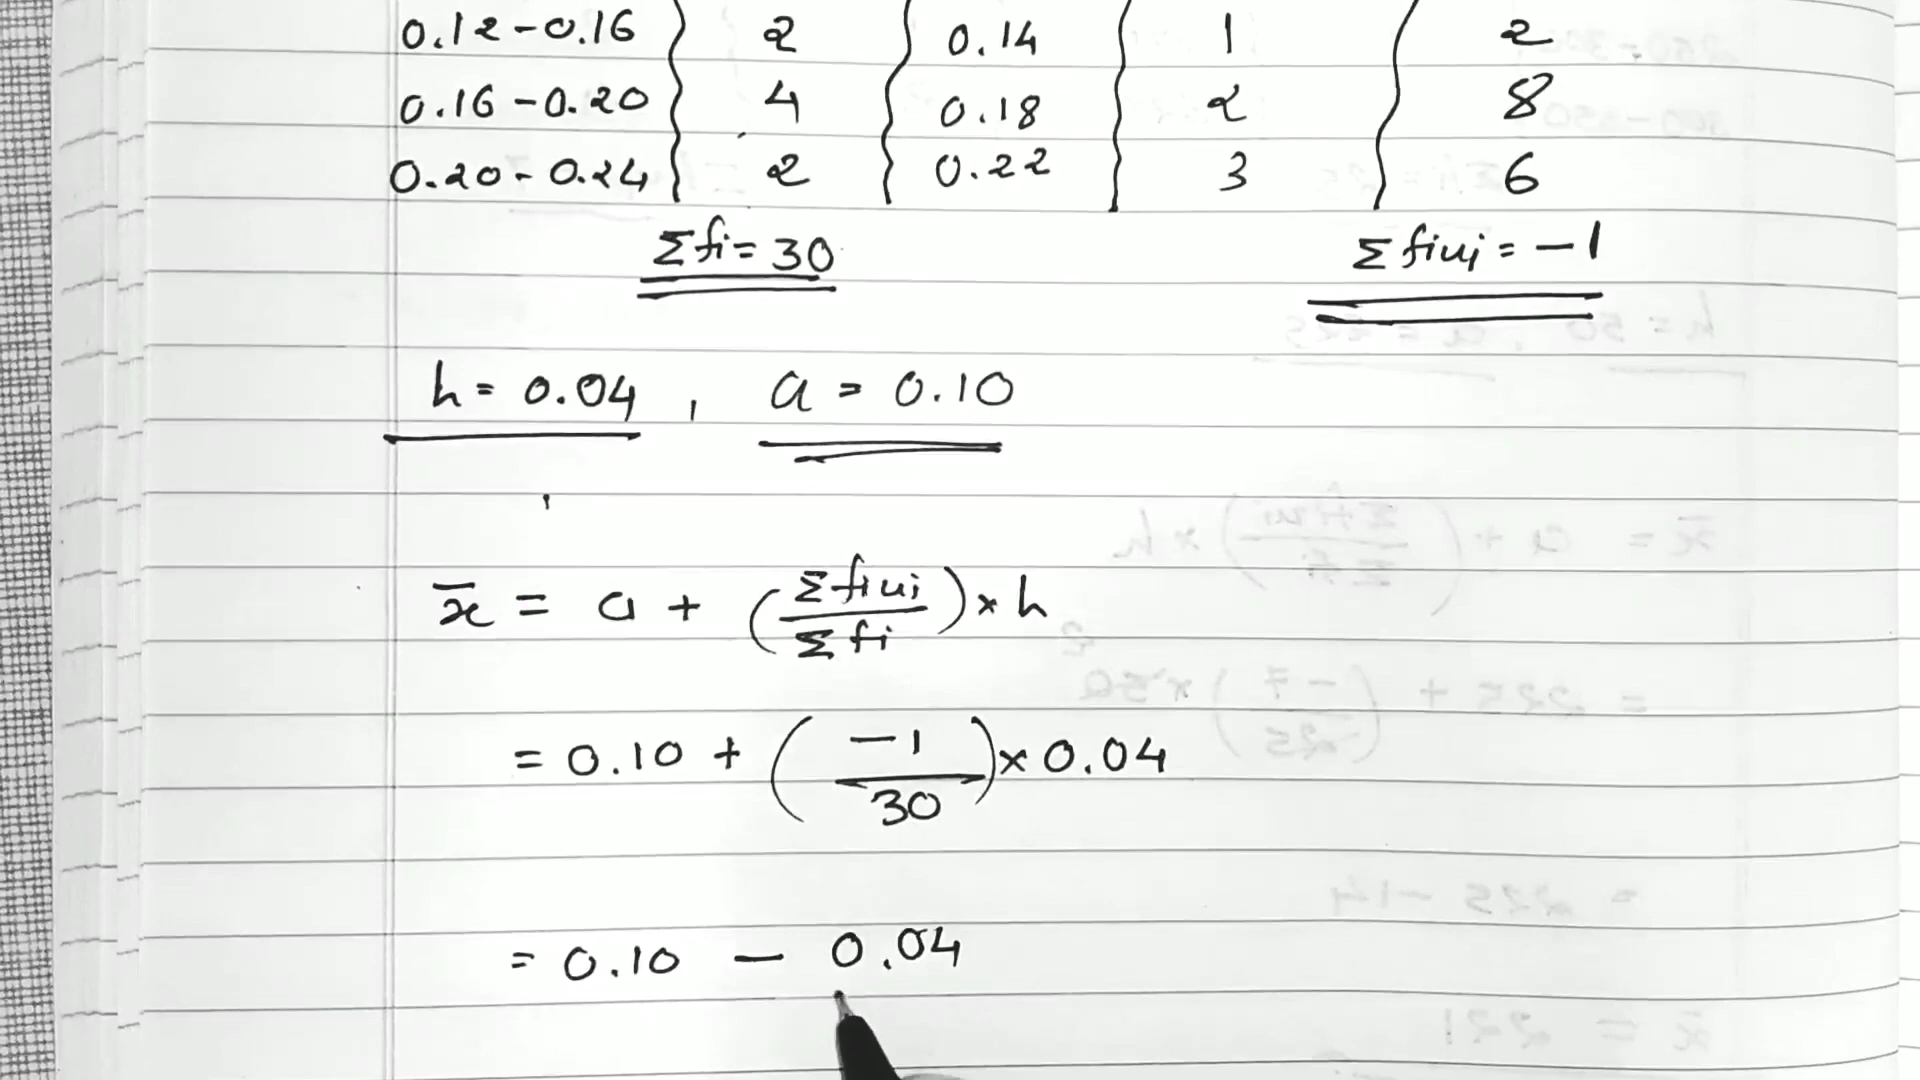 0.12-0.16 2 0.14 1 2
0.16-0.20 4 0.18 2 8
0.20-0.24 2 0.22 3 6
Σfi=30 Σfiui=-1
h=0.04, a=0.10
x̄ = a + (Σfiui/Σfi)×h
=0.10+(-1/30)×0.04
=0.10 - 0.04